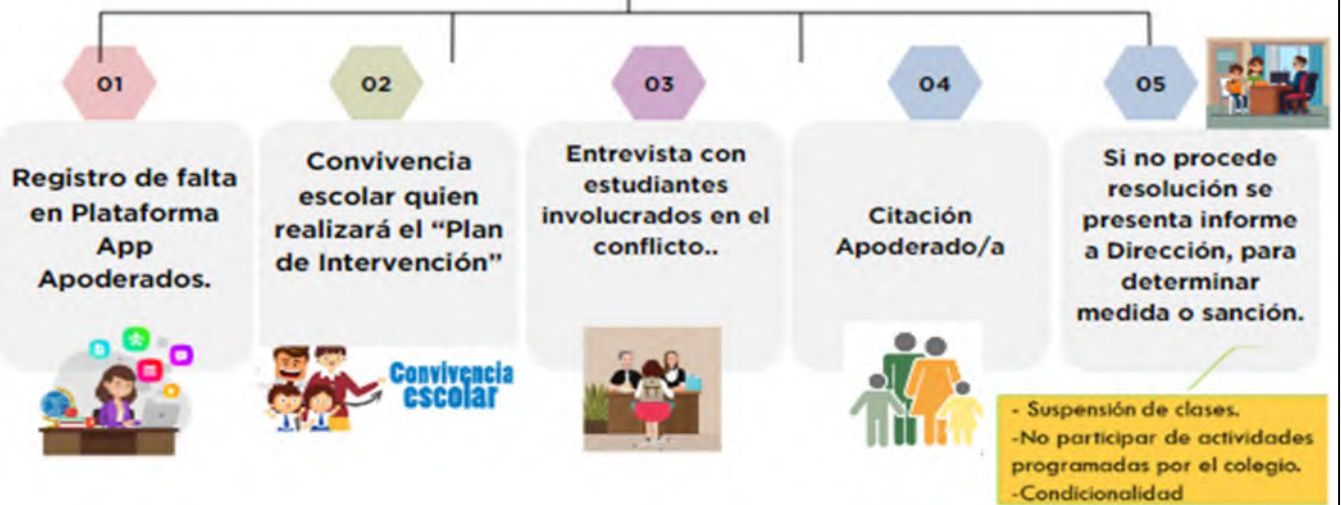 01
Registro de falta
en Plataforma
App
Apoderados.
02
Convivencia
escolar quien
realizará el “Plan
de Intervención”
Convivencia
escolar
03
Entrevista con
estudiantes
involucrados en el
conflicto..
04
Citación
Apoderado/a
05
Si no procede
resolución se
presenta informe
a Dirección, para
determinar
medida o sanción.
- Suspensión de clases.
-No participar de actividades
programadas por el colegio.
-Condicionalidad